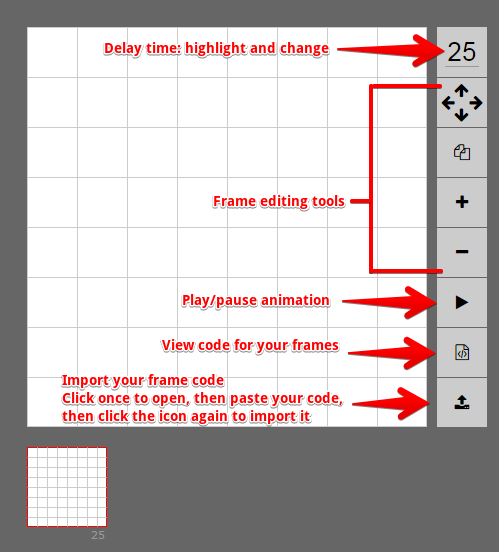 Delay time: highlight and change
25
Frame editing tools
Play/pause animation
View code for your frames
Import your frame code
Click once to open, then paste your code,
then click the icon again to import it
25